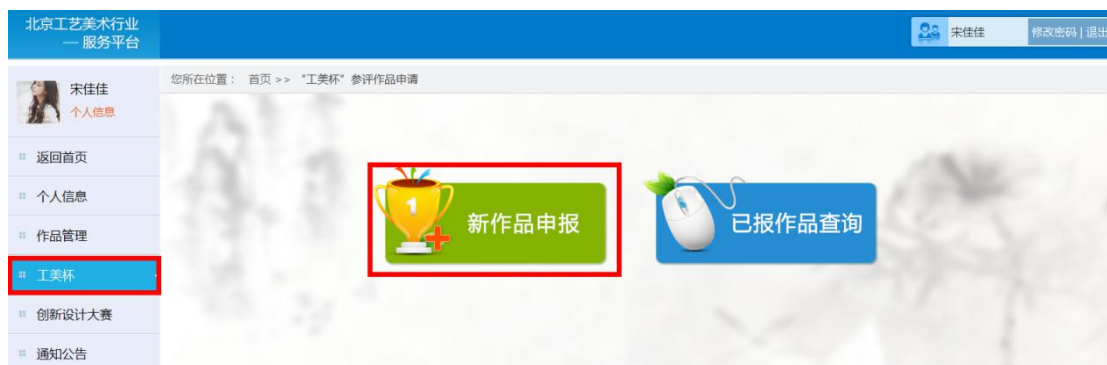 北京工艺美术行业
— 服务平台
宋佳佳
修改密码 | 退出
宋佳佳
个人信息
您所在位置： 首页 >> “工美杯”参评作品申请
返回首页
个人信息
作品管理
工美杯
创新设计大赛
通知公告
1
新作品申报
已报作品查询